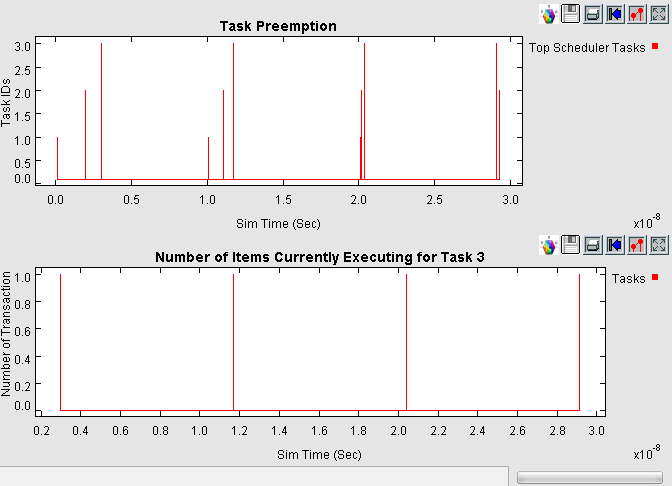 Task Preemption
Top Scheduler Tasks
Task IDs
3.0
2.5
2.0
1.5
1.0
0.5
0.0
0.0 0.5 1.0 1.5 2.0 2.5 3.0
Sim Time (Sec)
x10^-8
Number of Items Currently Executing for Task 3
Tasks
Number of Transaction
1.0
0.8
0.6
0.4
0.2
0.0
0.2 0.4 0.6 0.8 1.0 1.2 1.4 1.6 1.8 2.0 2.2 2.4 2.6 2.8 3.0
Sim Time (Sec)
x10^-8